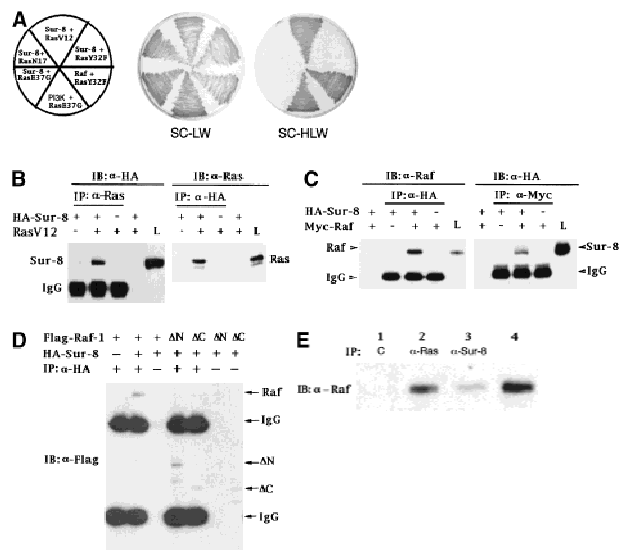 A
Sur-8 +
RasV12
Sur-8+
RasN17
Sur-8 +
RasY32F
Sur-8 +
RasE37G
Raf +
RasY32F
PI3K +
RasE37G
SC-LW
SC-HLW
B
IB:α-HA
IB:α-Ras
IP:α-Ras
IP:α-HA
HA-Sur-8 + + - + + + - +
RasV12 - + + + L - + + + L
Sur-8
IgG
Ras
C
IB:α-Raf
IB:α-HA
IP:α-HA
IP:α-Myc
HA-Sur-8 + + + - + + + -
Myc-Raf + - + + L + - + + L
Raf
IgG
Sur-8
IgG
D
Flag-Raf-1 + + + ΔN ΔC ΔN ΔC
HA-Sur-8 - + + + + + +
IP:α-HA + + - + + - -
Raf
IgG
IB:α-Flag
ΔN
ΔC
IgG
E
1 2 3 4
IP: C α-Ras α-Sur-8
IB:α-Raf